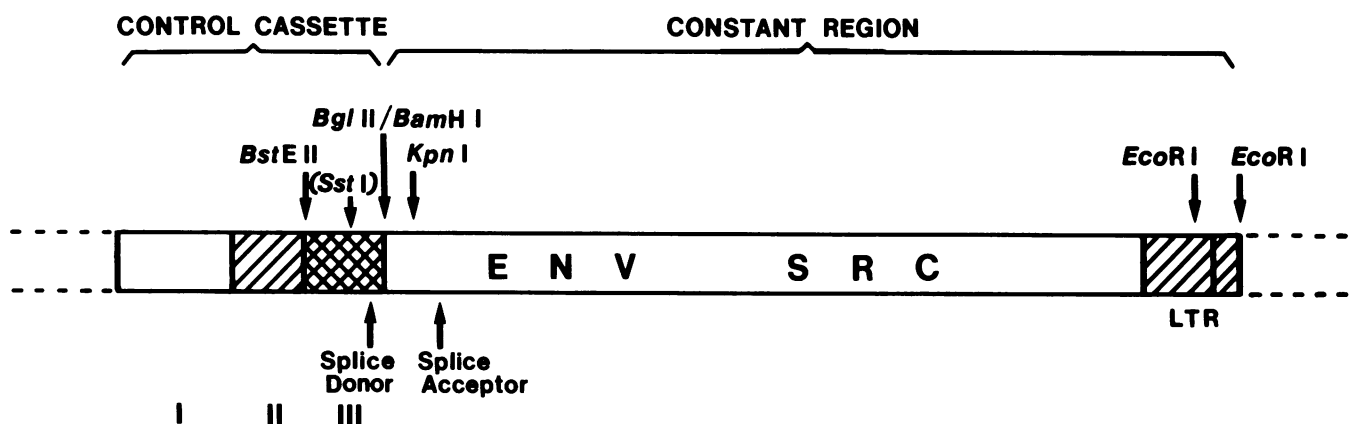 CONTROL CASSETTE CONSTANT REGION
Bgl II/BamH I
BstE II Kpn I EcoR I EcoR I
(Sst I)
E N V S R C
LTR
Splice Donor Splice Acceptor
I II III